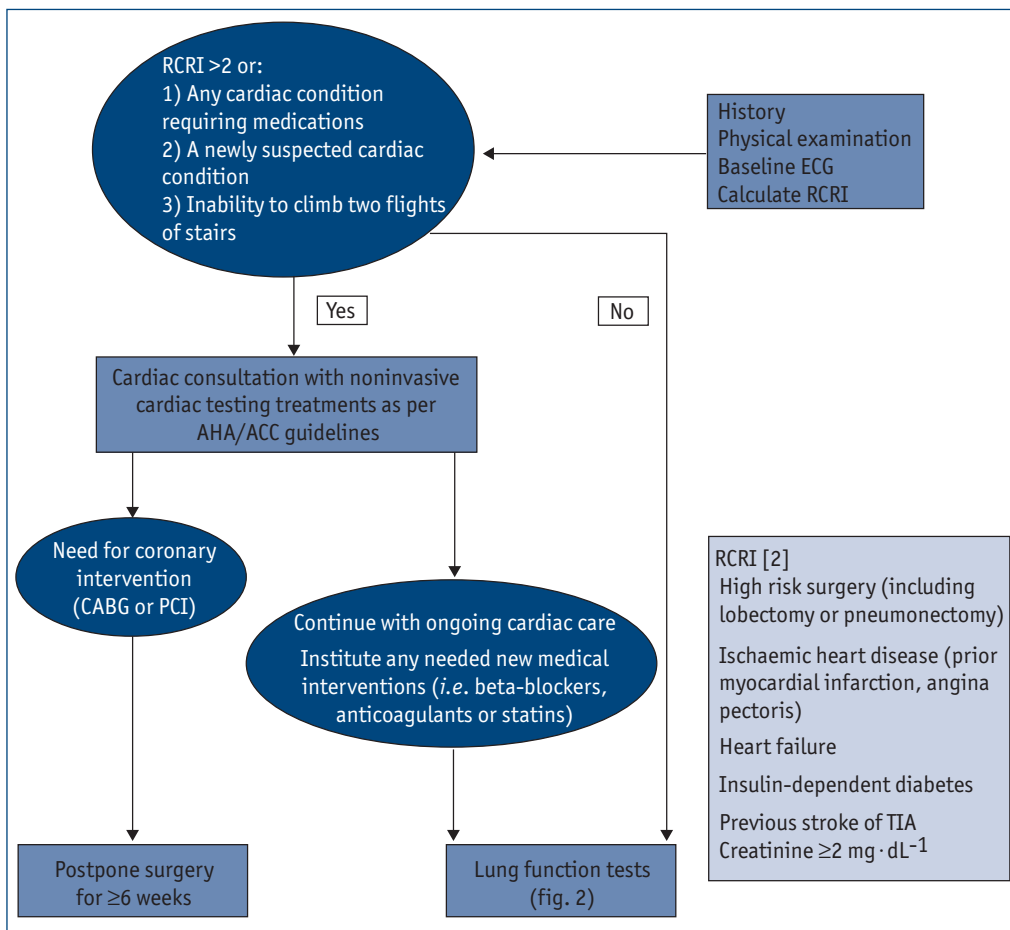 RCRI >2 or:
1) Any cardiac condition
requiring medications
2) A newly suspected cardiac
condition
3) Inability to climb two flights
of stairs
History
Physical examination
Baseline ECG
Calculate RCRI
Yes
No
Cardiac consultation with noninvasive
cardiac testing treatments as per
AHA/ACC guidelines
Need for coronary
intervention
(CABG or PCI)
Continue with ongoing cardiac care
Institute any needed new medical
interventions (i.e. beta-blockers,
anticoagulants or statins)
Postpone surgery
for ≥6 weeks
Lung function tests
(fig. 2)
RCRI [2]
High risk surgery (including
lobectomy or pneumonectomy)
Ischaemic heart disease (prior
myocardial infarction, angina
pectoris)
Heart failure
Insulin-dependent diabetes
Previous stroke of TIA
Creatinine ≥2 mg·dL⁻¹